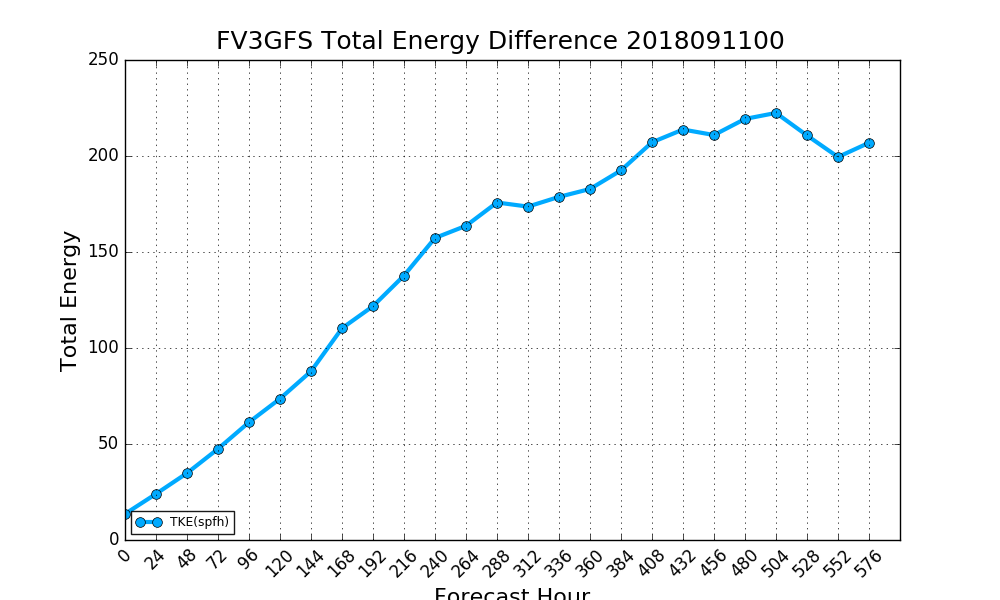 FV3GFS Total Energy Difference 2018091100
250
200
150
100
50
0
Total Energy
TKE(spfh)
0 24 48 72 96 120 144 168 192 216 240 264 288 312 336 360 384 408 432 456 480 504 528 552 576
Forecast Hour